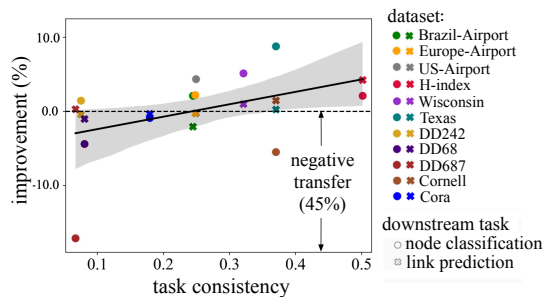 dataset:
Brazil-Airport
Europe-Airport
US-Airport
H-index
Wisconsin
Texas
DD242
DD68
DD687
Cornell
Cora
downstream task
node classification
link prediction
improvement (%)
10.0
0.0
-10.0
negative
transfer
(45%)
0.1
0.2
0.3
0.4
0.5
task consistency